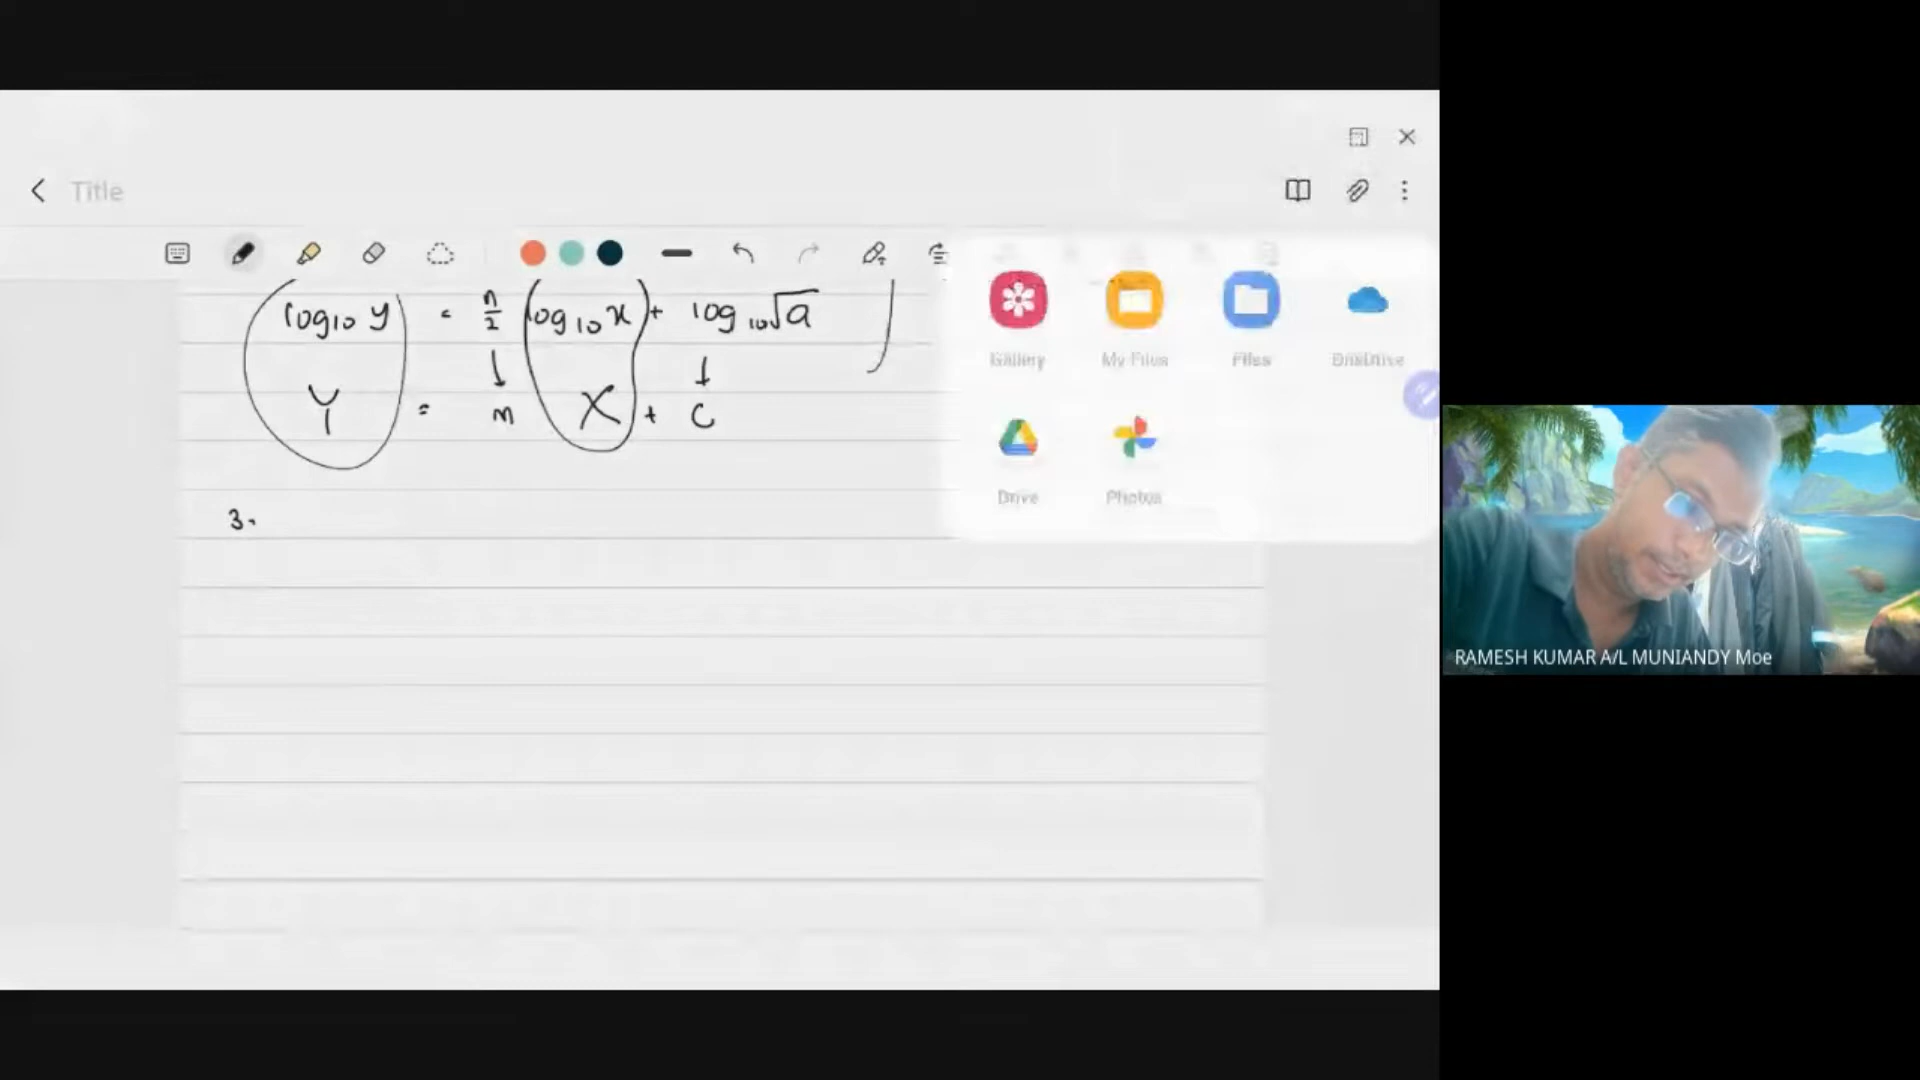 Title
log₁₀ y = n/2 log₁₀ x + log₁₀ √a
Y = m X + C
3.
Gallery My Files Files OneDrive
Drive Photos
RAMESH KUMAR A/L MUNIANDY Moe